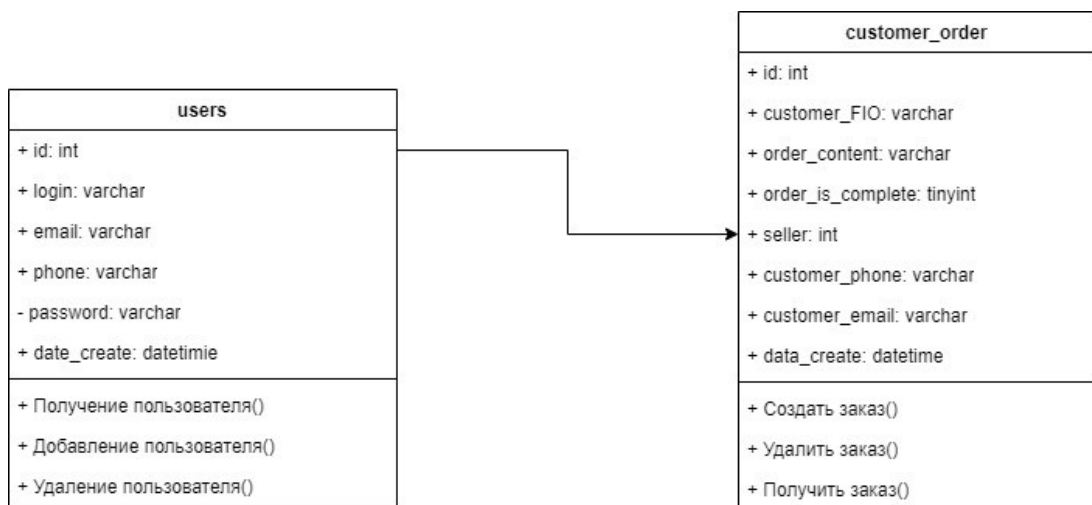 users
+ id: int
+ login: varchar
+ email: varchar
+ phone: varchar
- password: varchar
+ date_create: datetimie
+ Получение пользователя()
+ Добавление пользователя()
+ Удаление пользователя()
customer_order
+ id: int
+ customer_FIO: varchar
+ order_content: varchar
+ order_is_complete: tinyint
+ seller: int
+ customer_phone: varchar
+ customer_email: varchar
+ data_create: datetime
+ Создать заказ()
+ Удалить заказ()
+ Получить заказ()